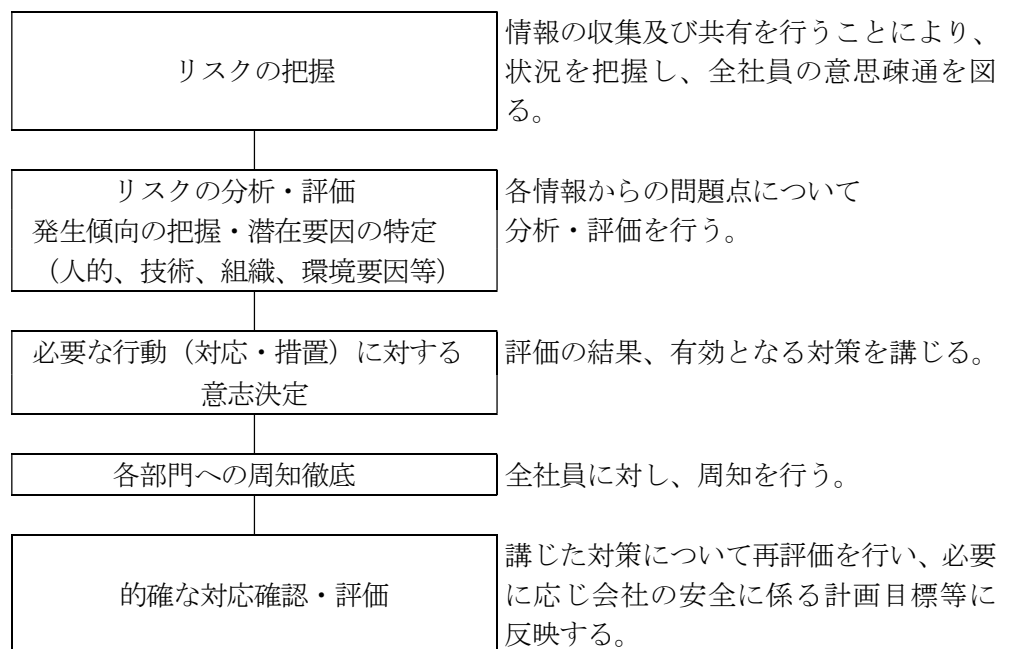 リスクの把握
情報の収集及び共有を行うことにより、
状況を把握し、全社員の意思疎通を図
る。
リスクの分析・評価
発生傾向の把握・潜在要因の特定
（人的、技術、組織、環境要因等）
各情報からの問題点について
分析・評価を行う。
必要な行動（対応・措置）に対する
意志決定
評価の結果、有効となる対策を講じる。
各部門への周知徹底
全社員に対し、周知を行う。
的確な対応確認・評価
講じた対策について再評価を行い、必要
に応じ会社の安全に係る計画目標等に
反映する。